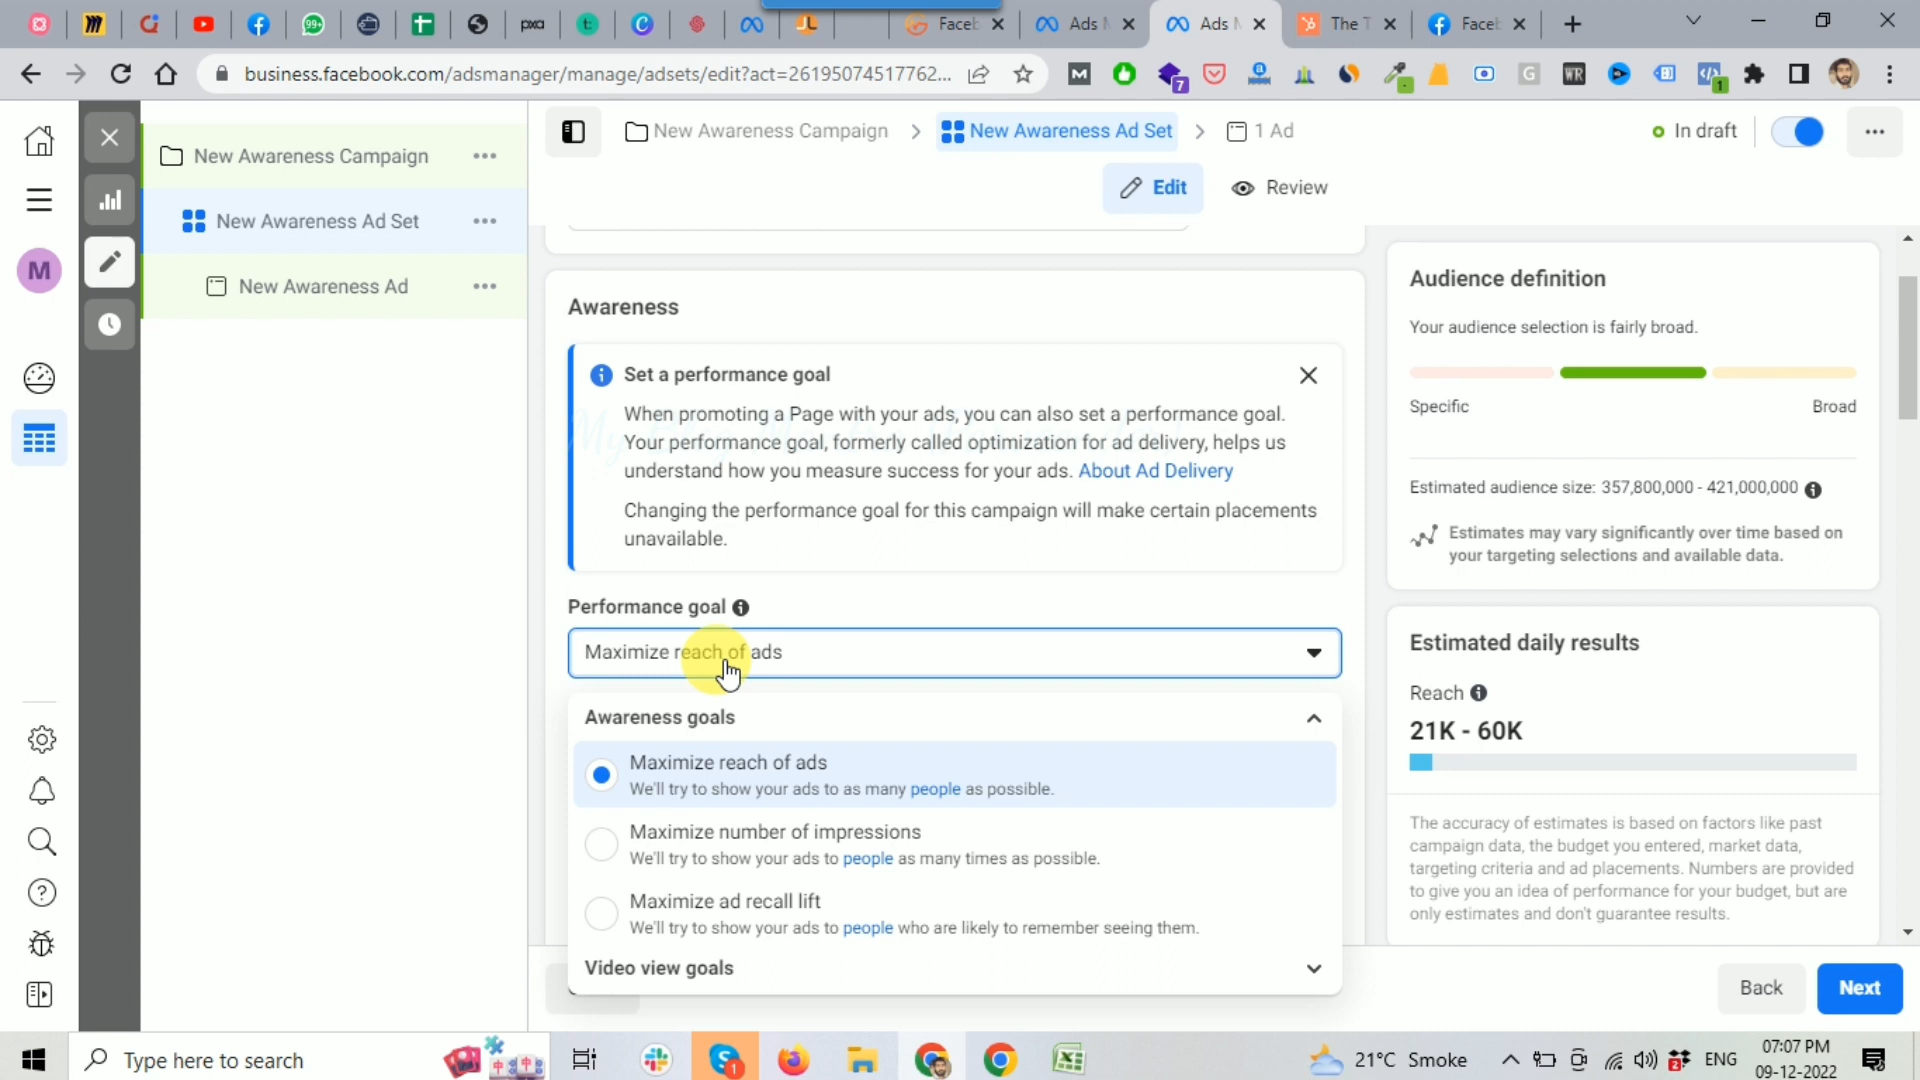 99+
pxa
Faceb
Ads M
Ads M
The T
Faceb
business.facebook.com/adsmanager/manage/adsets/edit?act=26195074517762...
7
1
WR
New Awareness Campaign
New Awareness Ad Set
1 Ad
In draft
Edit
Review
M
New Awareness Campaign
New Awareness Ad Set
New Awareness Ad
Awareness
Set a performance goal
When promoting a Page with your ads, you can also set a performance goal.
Your performance goal, formerly called optimization for ad delivery, helps us
understand how you measure success for your ads. About Ad Delivery
Changing the performance goal for this campaign will make certain placements
unavailable.
Performance goal
Maximize reach of ads
Awareness goals
Maximize reach of ads
We'll try to show your ads to as many people as possible.
Maximize number of impressions
We'll try to show your ads to people as many times as possible.
Maximize ad recall lift
We'll try to show your ads to people who are likely to remember seeing them.
Video view goals
Audience definition
Your audience selection is fairly broad.
Specific
Broad
Estimated audience size: 357,800,000 - 421,000,000
Estimates may vary significantly over time based on
your targeting selections and available data.
Estimated daily results
Reach
21K - 60K
The accuracy of estimates is based on factors like past
campaign data, the budget you entered, market data,
targeting criteria and ad placements. Numbers are provided
to give you an idea of performance for your budget, but are
only estimates and don't guarantee results.
Back
Next
Type here to search
1
21°C Smoke
ENG
07:07 PM
09-12-2022